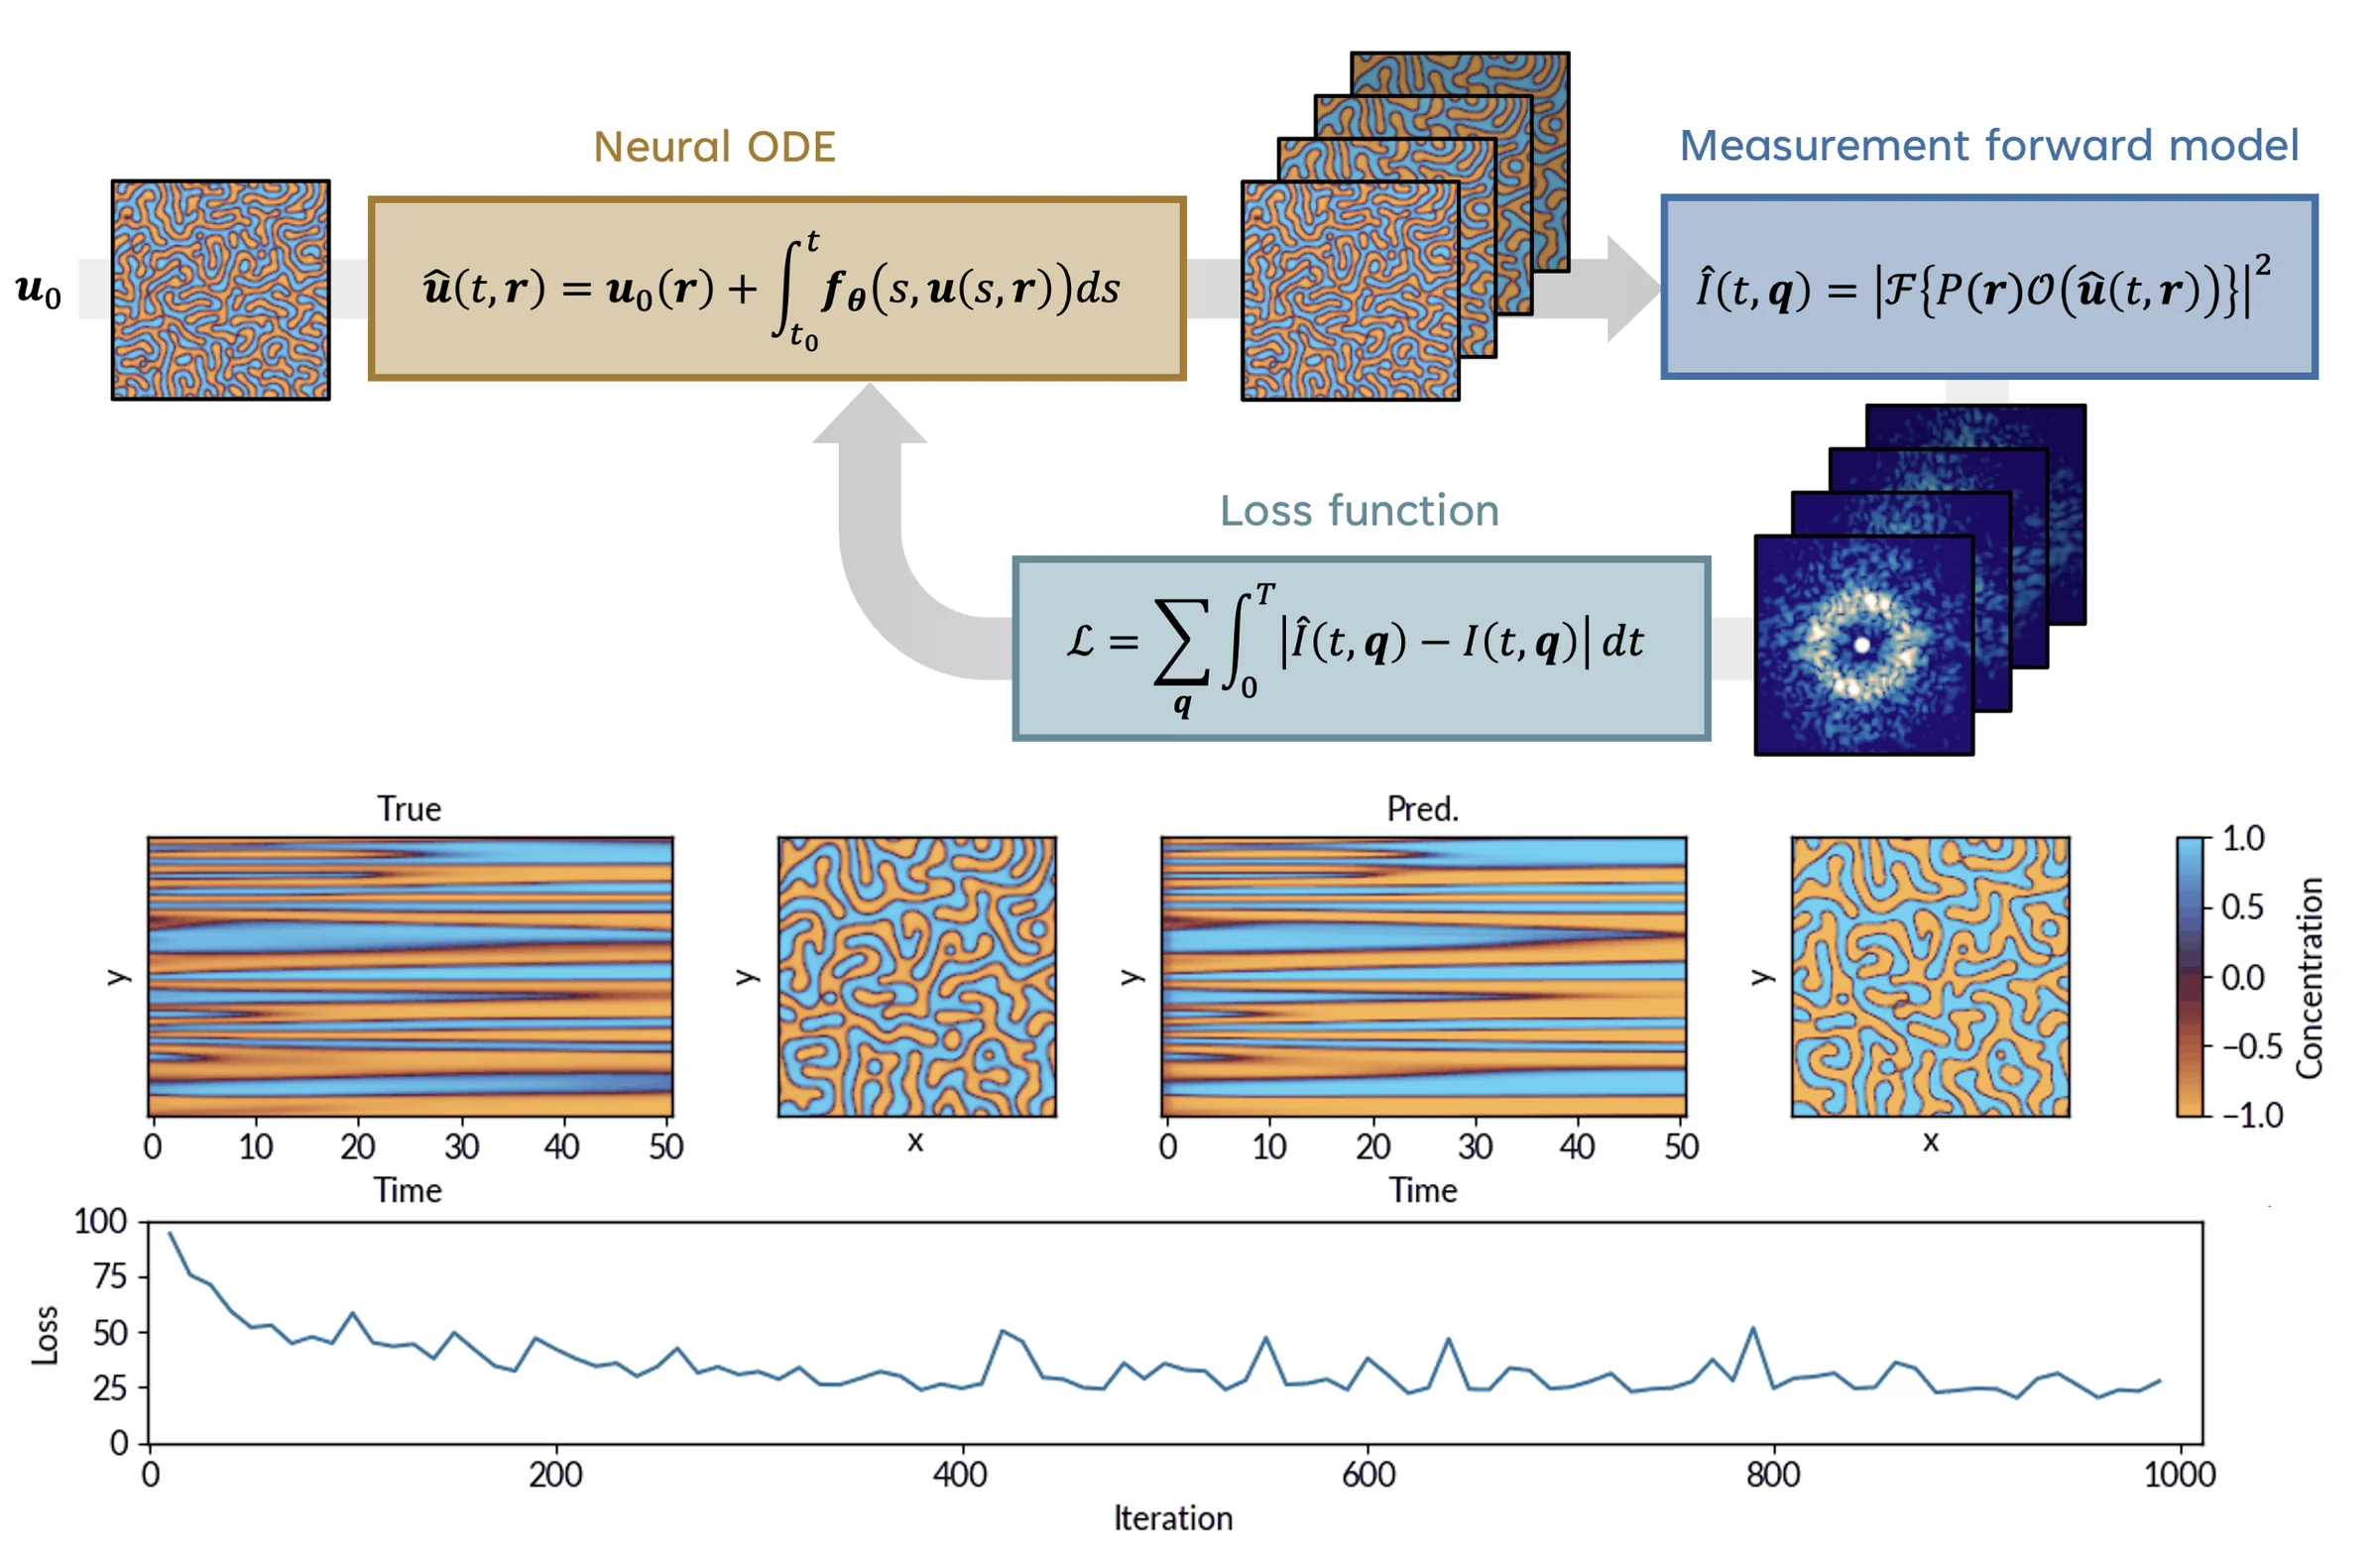 Neural ODE
Measurement forward model
𝒖₀
𝒖̂(t, 𝒓) = 𝒖₀(𝒓) + ∫_{t₀}^{t} 𝒇_𝜽(s, 𝒖(s, 𝒓))ds
Î(t, 𝒒) = |ℱ{P(𝒓)𝒪(𝒖̂(t, 𝒓))}|²
Loss function
ℒ = ∑_𝒒 ∫_0^T |Î(t, 𝒒) − I(t, 𝒒)| dt
True
Pred.
y
y
y
y
1.0
0.5
0.0
−0.5
−1.0
Concentration
0 10 20 30 40 50
x
0 10 20 30 40 50
x
Time
Time
100
75
50
25
0
Loss
0 200 400 600 800 1000
Iteration